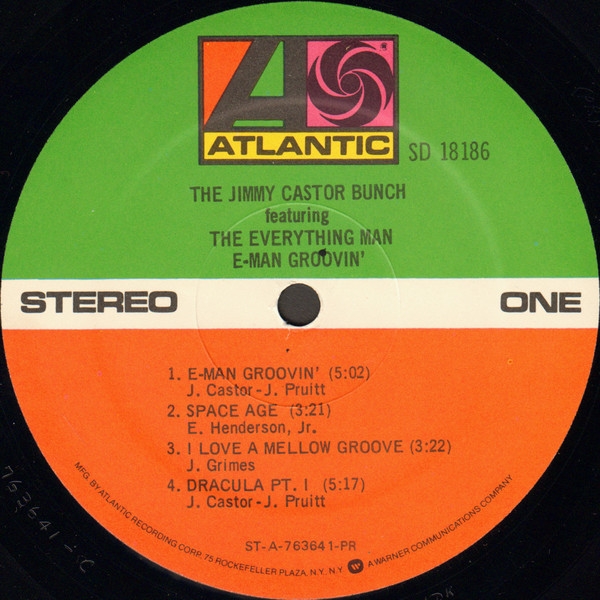 ATLANTIC
SD 18186
THE JIMMY CASTOR BUNCH
featuring
THE EVERYTHING MAN
E-MAN GROOVIN'
STEREO
ONE
1. E-MAN GROOVIN' (5:02)
J. Castor-J. Pruitt
2. SPACE AGE (3:21)
E. Henderson, Jr.
3. I LOVE A MELLOW GROOVE (3:22)
J. Grimes
4. DRACULA PT. I (5:17)
J. Castor-J. Pruitt
ST-A-763641-PR
MFG. BY ATLANTIC RECORDING CORP. 75 ROCKEFELLER PLAZA, N.Y. N.Y. A WARNER COMMUNICATIONS COMPANY
763641-C